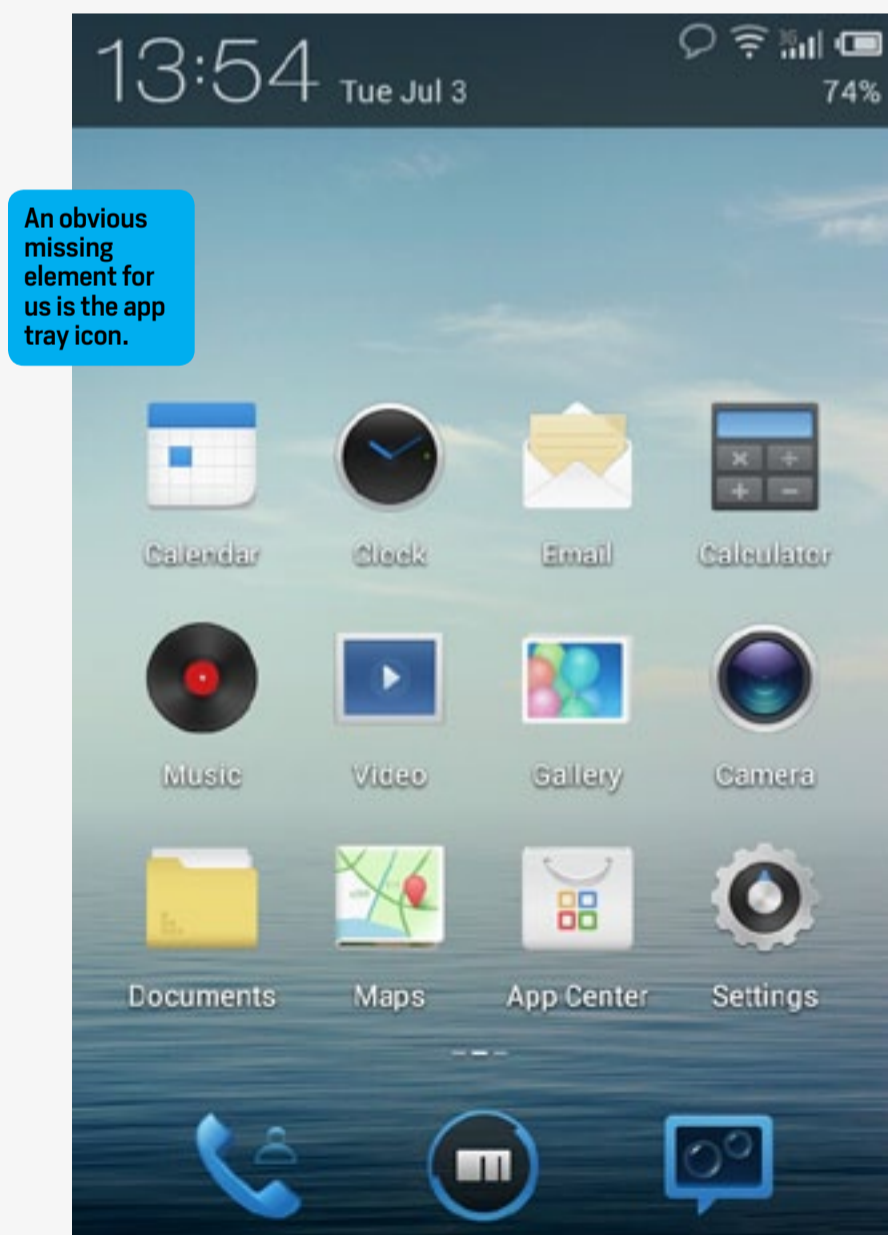 13:54 Tue Jul 3
3G
74%
An obvious
missing
element for
us is the app
tray icon.
Calendar Clock Email Calculator
Music Video Gallery Camera
Documents Maps App Center Settings